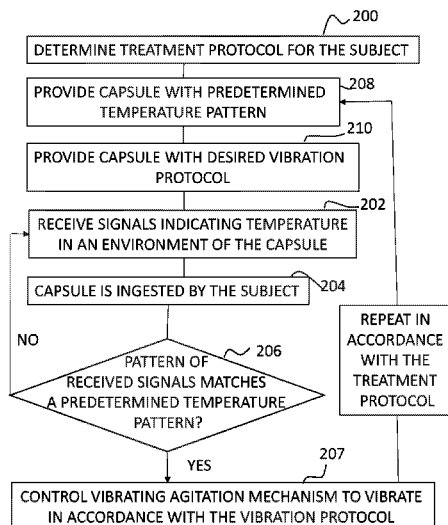 200
DETERMINE TREATMENT PROTOCOL FOR THE SUBJECT
208
PROVIDE CAPSULE WITH PREDETERMINED
TEMPERATURE PATTERN
210
PROVIDE CAPSULE WITH DESIRED VIBRATION
PROTOCOL
202
RECEIVE SIGNALS INDICATING TEMPERATURE
IN AN ENVIRONMENT OF THE CAPSULE
204
CAPSULE IS INGESTED BY THE SUBJECT
NO
206
PATTERN OF
RECEIVED SIGNALS MATCHES
A PREDETERMINED TEMPERATURE
PATTERN?
REPEAT IN
ACCORDANCE
WITH THE
TREATMENT
PROTOCOL
YES
207
CONTROL VIBRATING AGITATION MECHANISM TO VIBRATE
IN ACCORDANCE WITH THE VIBRATION PROTOCOL